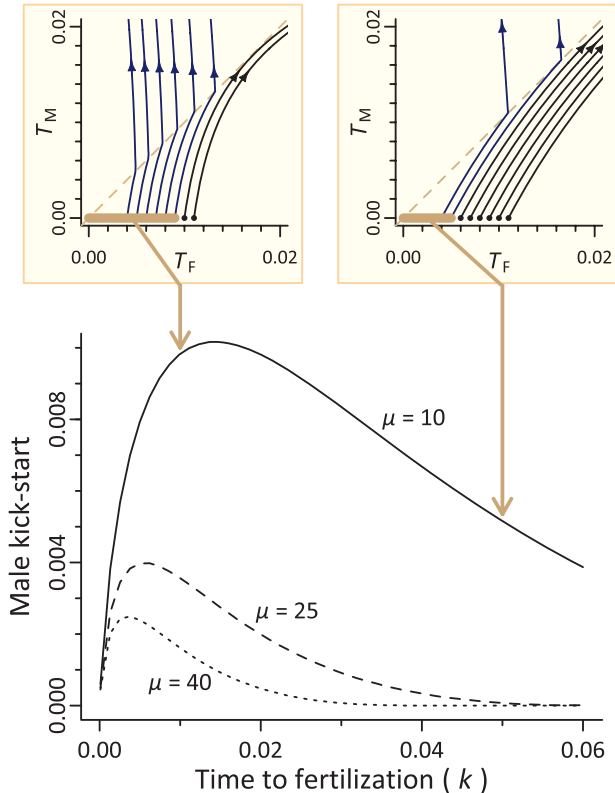 0.02
T_M
0.00
0.00
T_F
0.02
0.02
T_M
0.00
0.00
T_F
0.02
Male kick-start
0.008
0.004
0.000
μ = 10
μ = 25
μ = 40
0.00
0.02
0.04
0.06
Time to fertilization ( k )